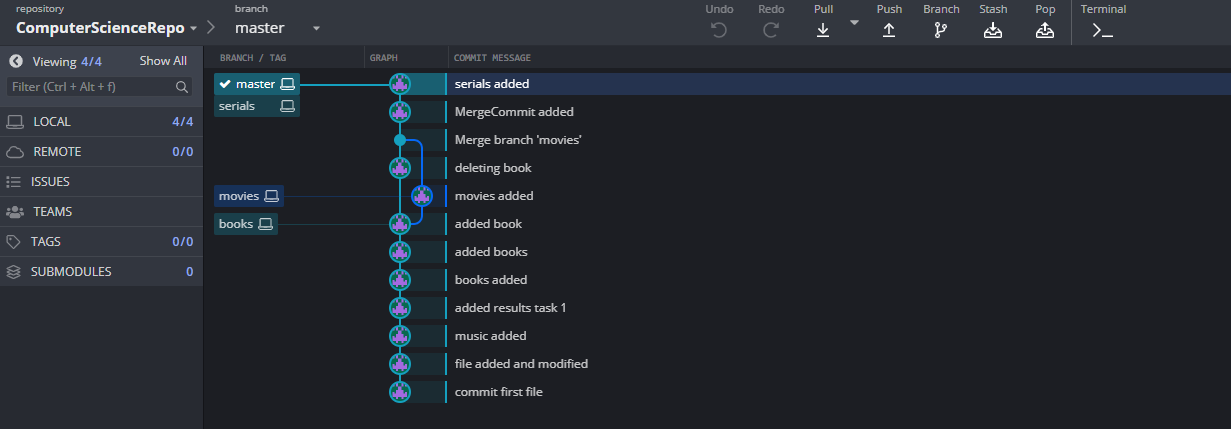 repository
ComputerScienceRepo
branch
master
Undo
Redo
Pull
Push
Branch
Stash
Pop
Terminal
Viewing 4/4
Show All
Filter (Ctrl + Alt + f)
LOCAL 4/4
REMOTE 0/0
ISSUES
TEAMS
TAGS 0/0
SUBMODULES 0
BRANCH / TAG
GRAPH
COMMIT MESSAGE
master
serials added
serials
MergeCommit added
Merge branch 'movies'
deleting book
movies
movies added
books
added book
added books
books added
added results task 1
music added
file added and modified
commit first file